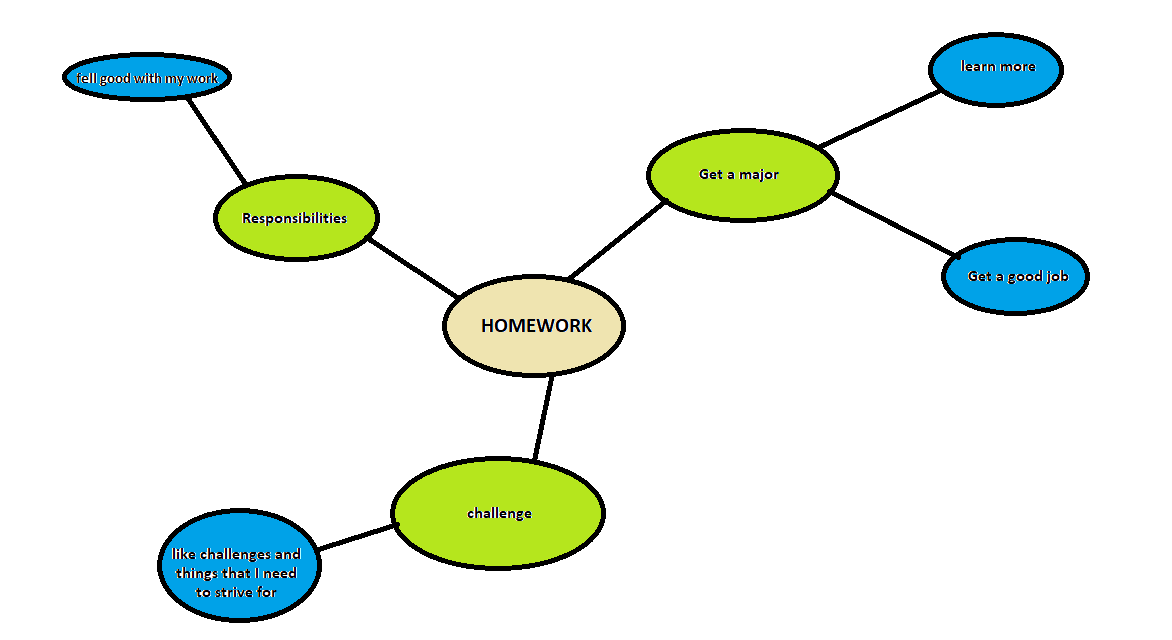 learn more
fell good with my work
Get a major
Responsibilities
Get a good job
HOMEWORK
challenge
like challenges and
things that I need
to strive for